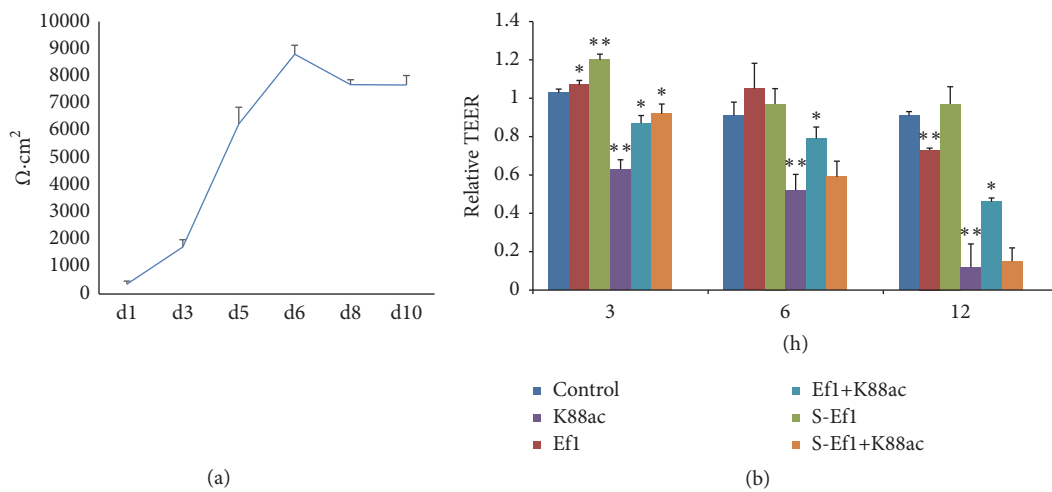 10000
9000
8000
7000
6000
5000
4000
3000
2000
1000
0
Ω·cm²
d1 d3 d5 d6 d8 d10
(a)
1.4
1.2
1
0.8
0.6
0.4
0.2
0
Relative TEER
* ** ** * *
** *
** ** *
3 6 12
(h)
Control
K88ac
Ef1
Ef1+K88ac
S-Ef1
S-Ef1+K88ac
(b)